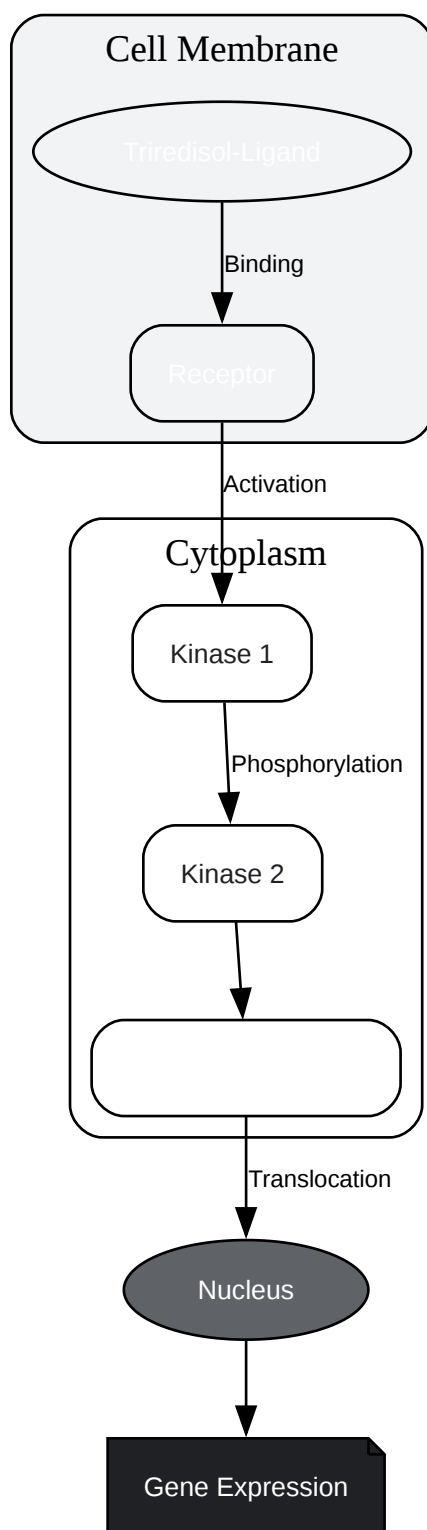 Cell Membrane
Triredisol-Ligand
Binding
Receptor
Activation
Cytoplasm
Kinase 1
Phosphorylation
Kinase 2
Translocation
Nucleus
Gene Expression